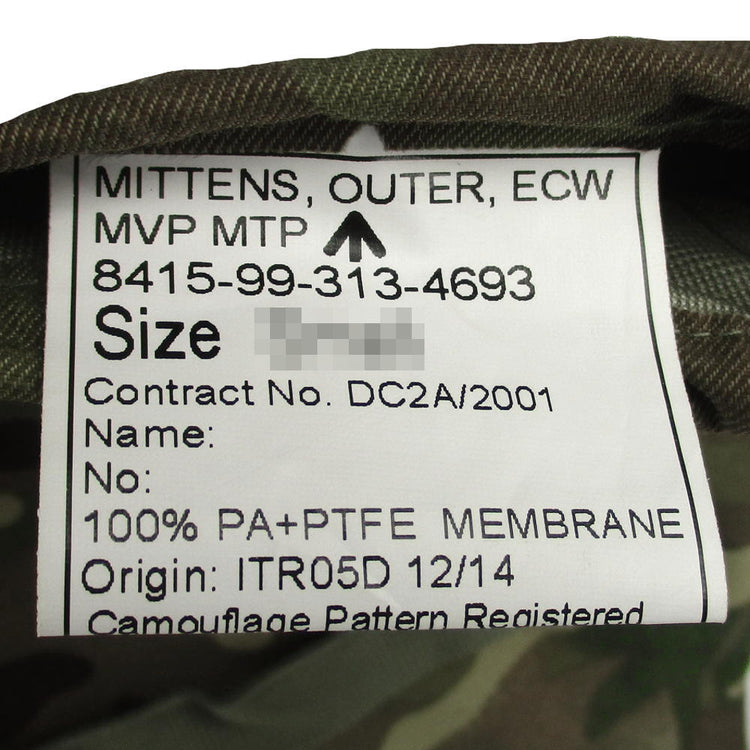 MITTENS, OUTER, ECW
MVP MTP
8415-99-313-4693
Size
Contract No. DC2A/2001
Name:
No:
100% PA+PTFE MEMBRANE
Origin: ITR05D 12/14
Camouflage Pattern Registered